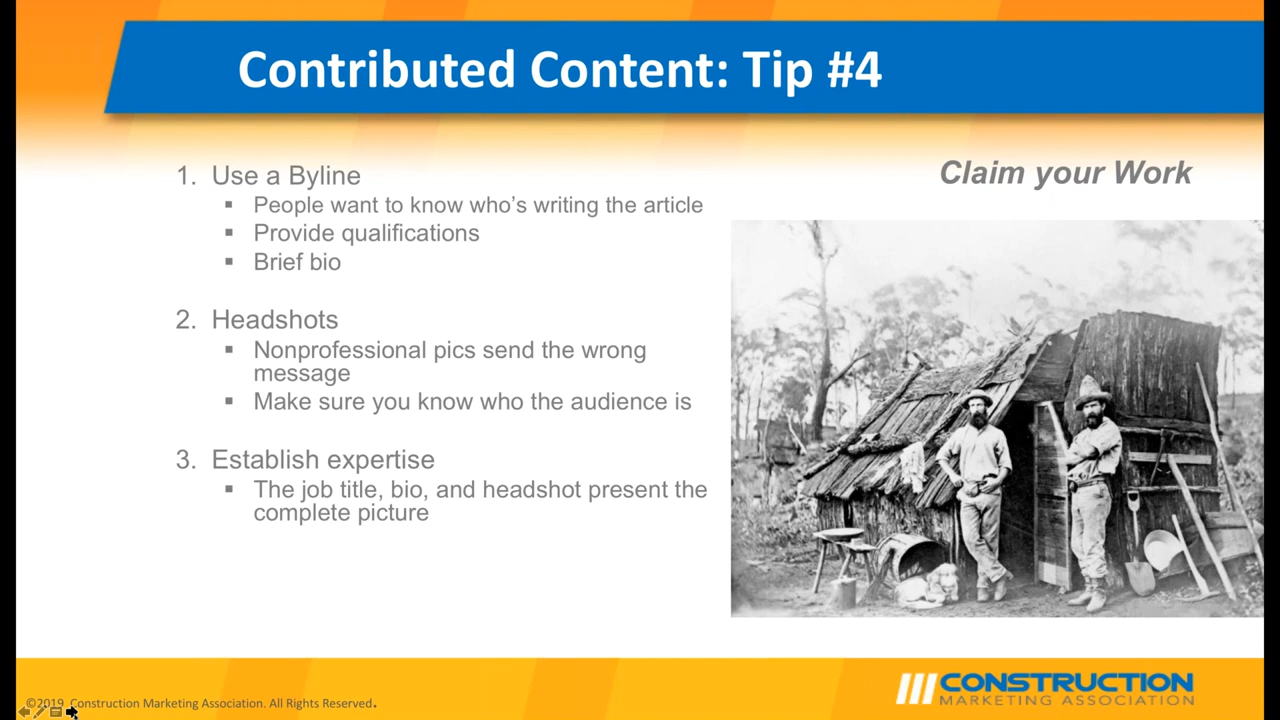 Contributed Content: Tip #4
1. Use a Byline
▪ People want to know who's writing the article
▪ Provide qualifications
▪ Brief bio
2. Headshots
▪ Nonprofessional pics send the wrong
message
▪ Make sure you know who the audience is
3. Establish expertise
▪ The job title, bio, and headshot present the
complete picture
Claim your Work
©2019 Construction Marketing Association. All Rights Reserved.
CONSTRUCTION
MARKETING ASSOCIATION